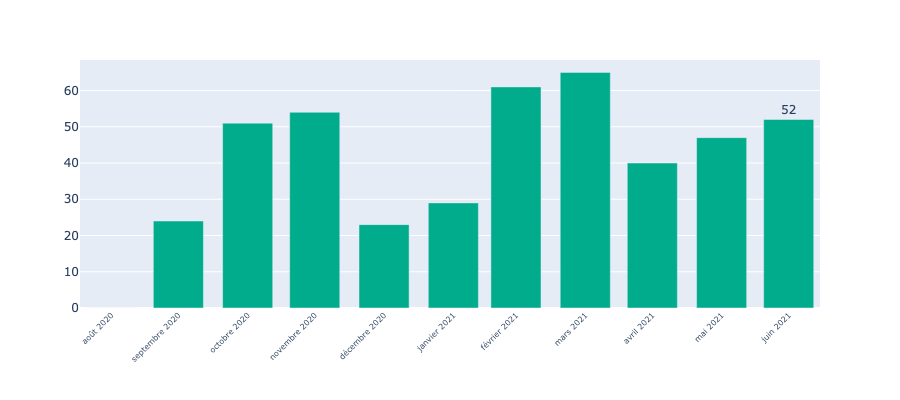 60
50
40
30
20
10
0
52
août 2020
septembre 2020
octobre 2020
novembre 2020
décembre 2020
janvier 2021
février 2021
mars 2021
avril 2021
mai 2021
juin 2021